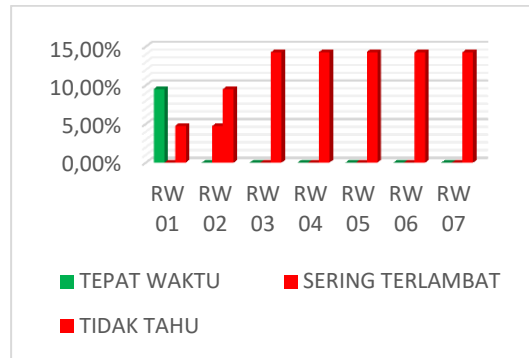 15,00%
10,00%
5,00%
0,00%
RW RW RW RW RW RW RW
01 02 03 04 05 06 07
TEPAT WAKTU SERING TERLAMBAT
TIDAK TAHU